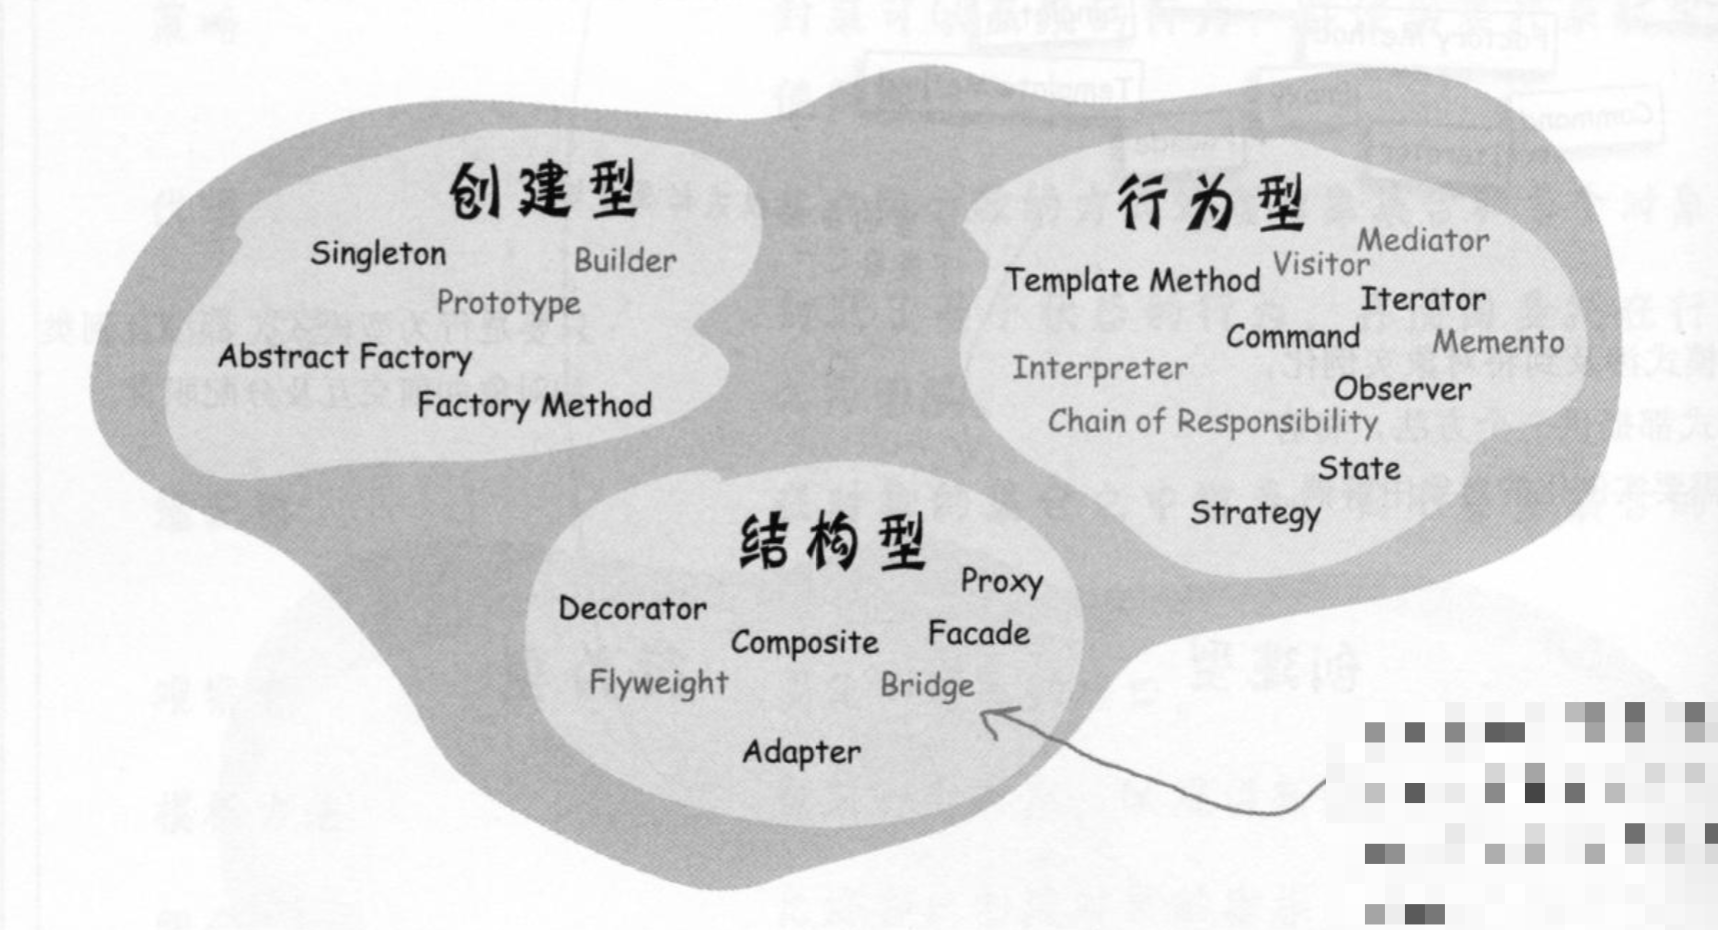 创建型
Singleton
Builder
Prototype
Abstract Factory
Factory Method
行为型
Mediator
Visitor
Template Method
Iterator
Command
Memento
Interpreter
Observer
Chain of Responsibility
State
Strategy
结构型
Proxy
Decorator
Facade
Composite
Flyweight
Bridge
Adapter